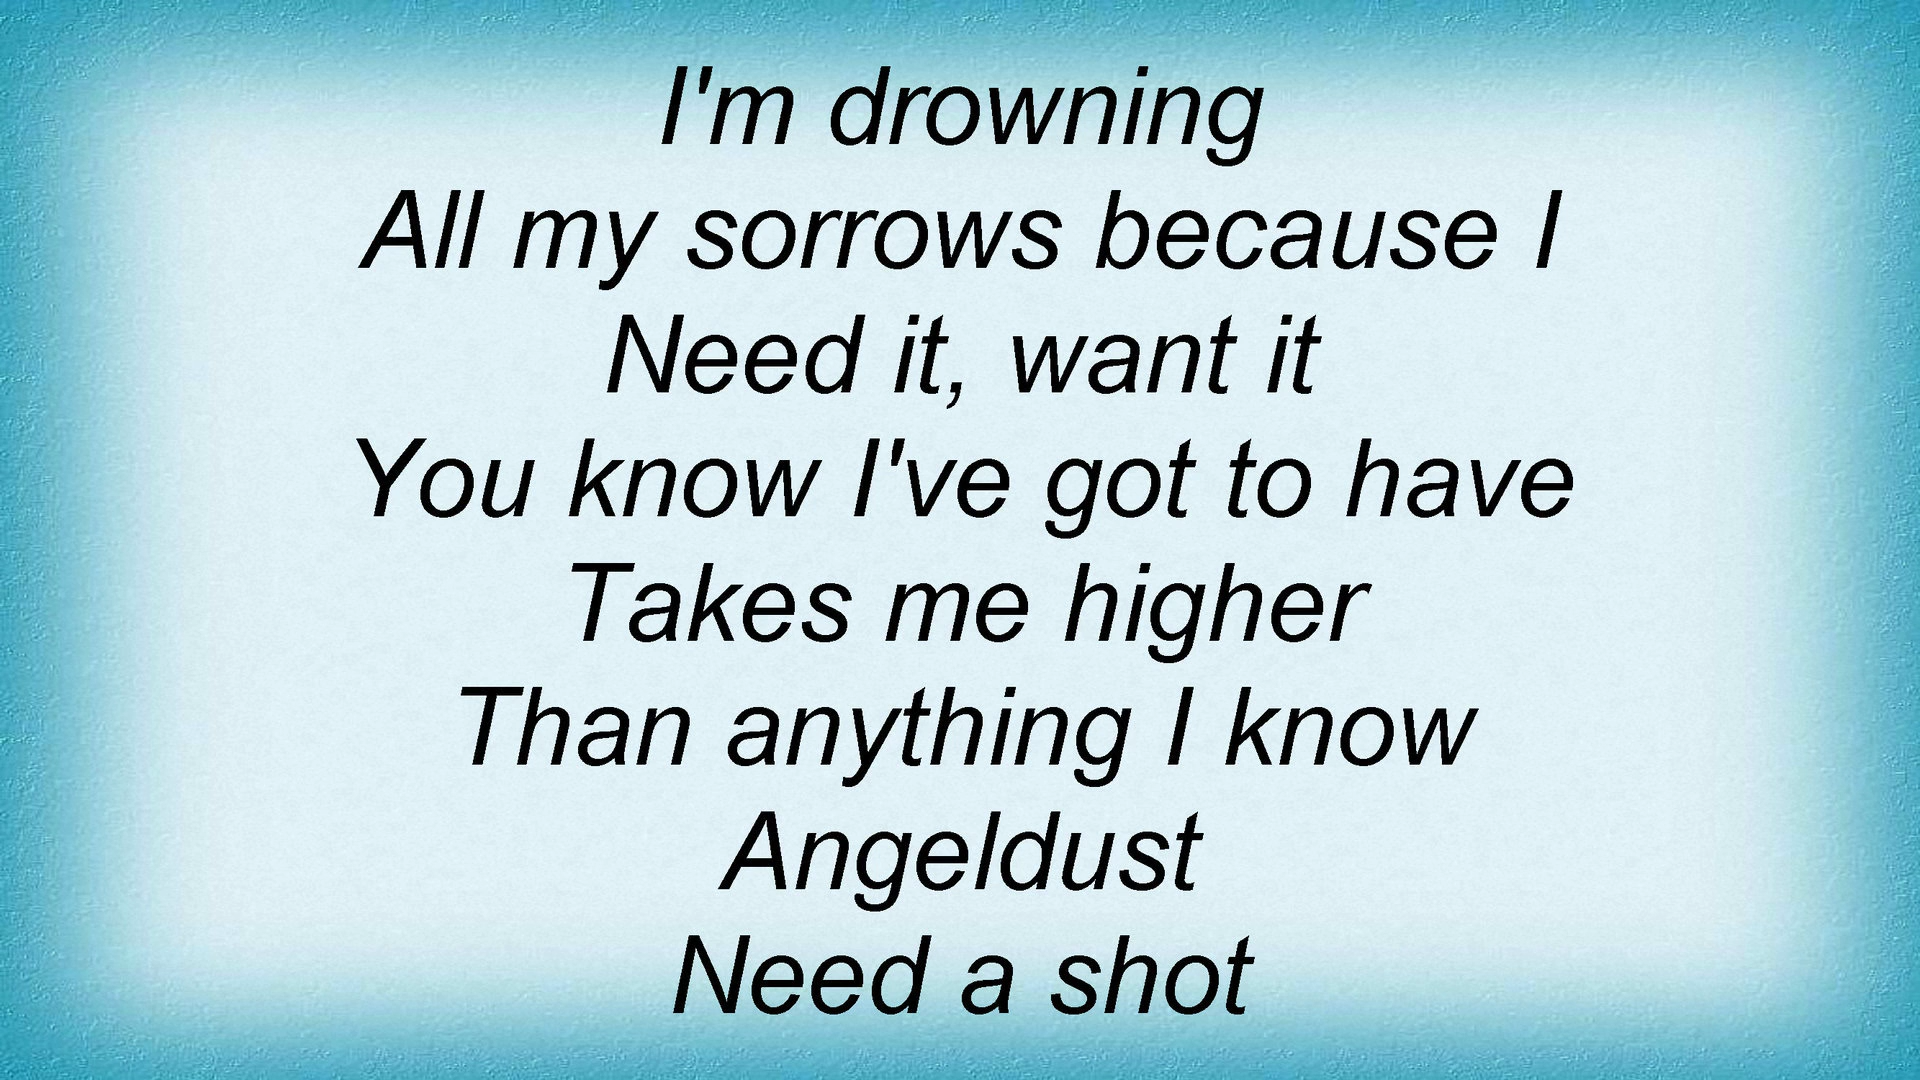 I'm drowning
All my sorrows because I
Need it, want it
You know I've got to have
Takes me higher
Than anything I know
Angeldust
Need a shot